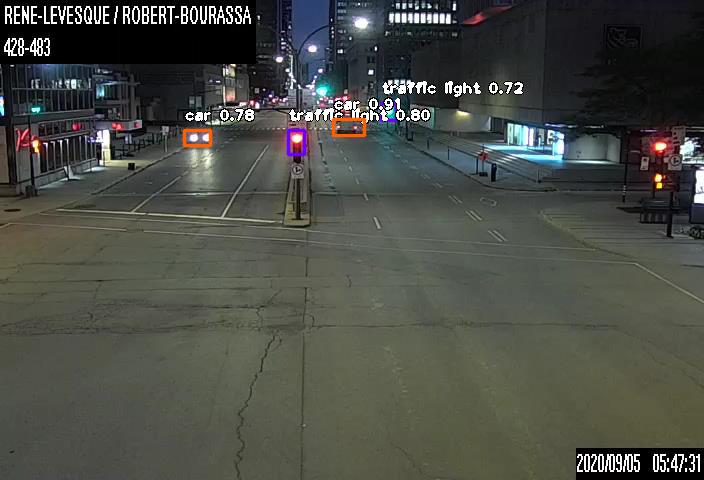 RENE-LEVESQUE / ROBERT-BOURASSA
428-483
traffic light 0.72
car 0.91
car 0.78
traffic light 0.80
2020/09/05 05:47:31